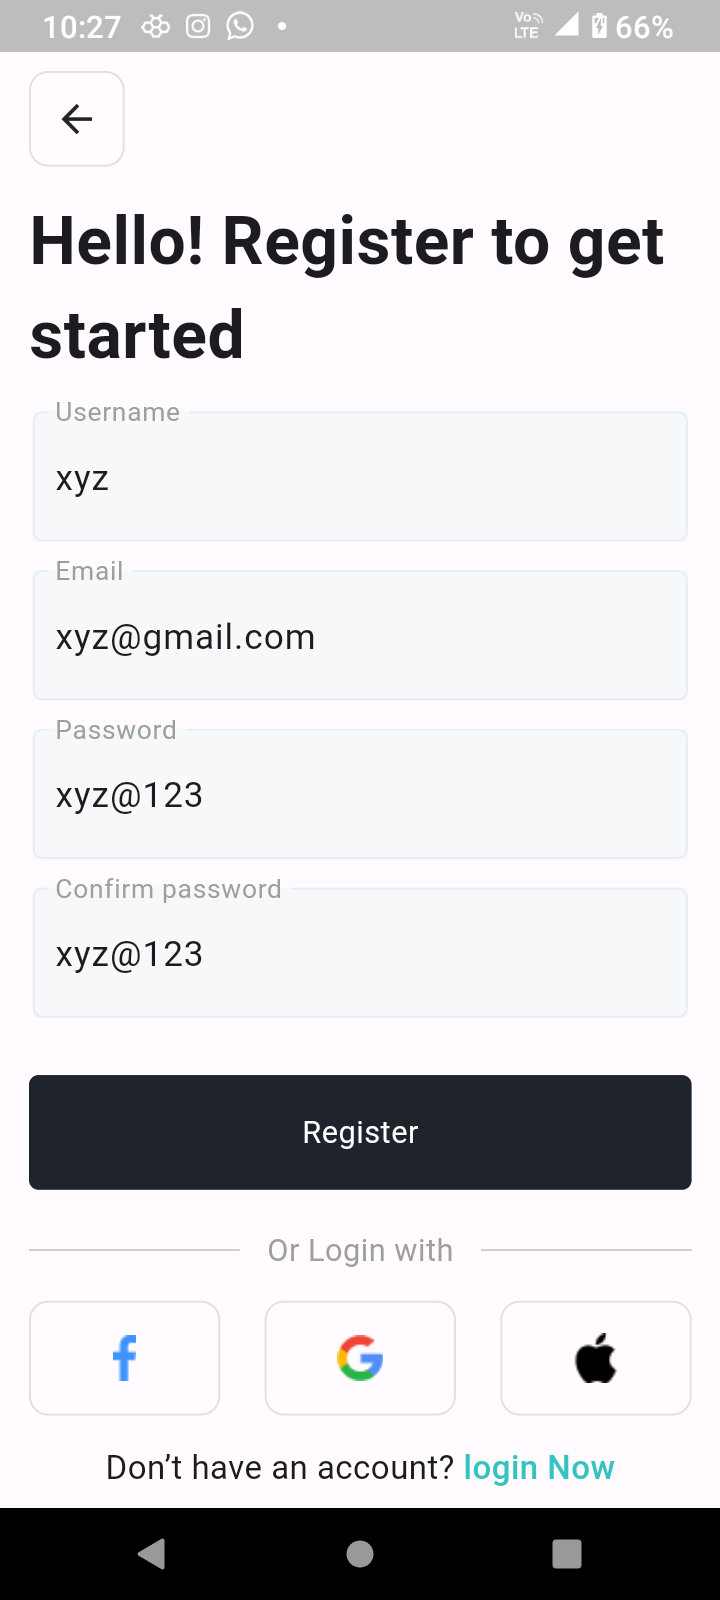 10:27
Vo
LTE
66%
Hello! Register to get
started
Username
xyz
Email
xyz@gmail.com
Password
xyz@123
Confirm password
xyz@123
Register
Or Login with
Don’t have an account? login Now